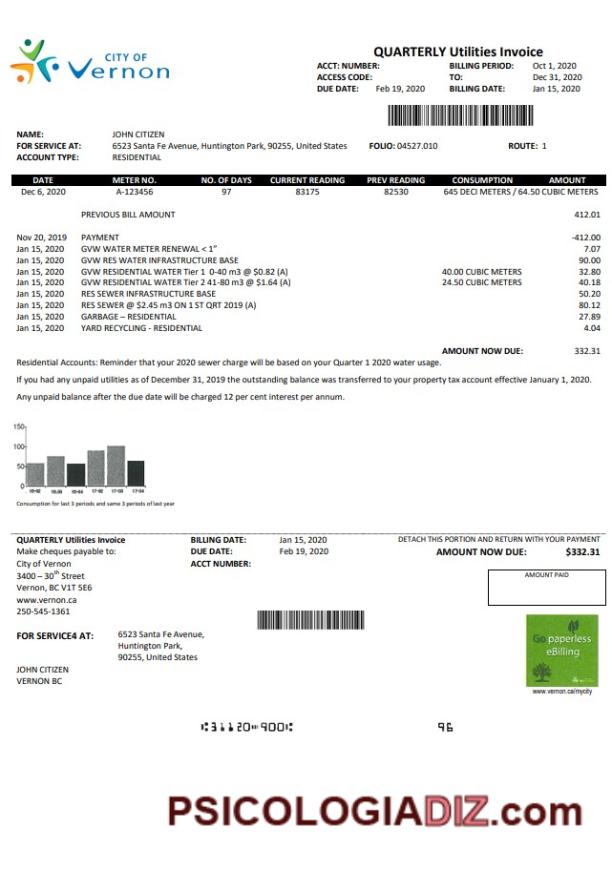 CITY OF
Vernon
QUARTERLY Utilities Invoice
ACCT: NUMBER: BILLING PERIOD: Oct 1, 2020
ACCESS CODE: TO: Dec 31, 2020
DUE DATE: Feb 19, 2020 BILLING DATE: Jan 15, 2020
NAME: JOHN CITIZEN
FOR SERVICE AT: 6523 Santa Fe Avenue, Huntington Park, 90255, United States FOLIO: 04527.010 ROUTE: 1
ACCOUNT TYPE: RESIDENTIAL
DATE METER NO. NO. OF DAYS CURRENT READING PREV READING CONSUMPTION AMOUNT
Dec 6, 2020 A-123456 97 83175 82530 645 DECI METERS / 64.50 CUBIC METERS
PREVIOUS BILL AMOUNT 412.01
Nov 20, 2019 PAYMENT -412.00
Jan 15, 2020 GVW WATER METER RENEWAL < 1" 7.07
Jan 15, 2020 GVW RES WATER INFRASTRUCTURE BASE 90.00
Jan 15, 2020 GVW RESIDENTIAL WATER Tier 1 0-40 m3 @ $0.82 (A) 40.00 CUBIC METERS 32.80
Jan 15, 2020 GVW RESIDENTIAL WATER Tier 2 41-80 m3 @ $1.64 (A) 24.50 CUBIC METERS 40.18
Jan 15, 2020 RES SEWER INFRASTRUCTURE BASE 50.20
Jan 15, 2020 RES SEWER @ $2.45 m3 ON 1 ST QRT 2019 (A) 80.12
Jan 15, 2020 GARBAGE – RESIDENTIAL 27.89
Jan 15, 2020 YARD RECYCLING - RESIDENTIAL 4.04
AMOUNT NOW DUE: 332.31
Residential Accounts: Reminder that your 2020 sewer charge will be based on your Quarter 1 2020 water usage.
If you had any unpaid utilities as of December 31, 2019 the outstanding balance was transferred to your property tax account effective January 1, 2020.
Any unpaid balance after the due date will be charged 12 per cent interest per annum.
150
100
50
0
Consumption for last 3 periods and same 3 periods of last year
QUARTERLY Utilities Invoice BILLING DATE: Jan 15, 2020 DETACH THIS PORTION AND RETURN WITH YOUR PAYMENT
Make cheques payable to: DUE DATE: Feb 19, 2020 AMOUNT NOW DUE: $332.31
City of Vernon ACCT NUMBER:
3400 – 30th Street AMOUNT PAID
Vernon, BC V1T 5E6
www.vernon.ca
250-545-1361
FOR SERVICE4 AT: 6523 Santa Fe Avenue,
Huntington Park,
90255, United States
Go paperless
eBilling
JOHN CITIZEN
VERNON BC
www.vernon.ca/mycity
⑆31120⑉900⑆ 96
PSICOLOGIADIZ.com